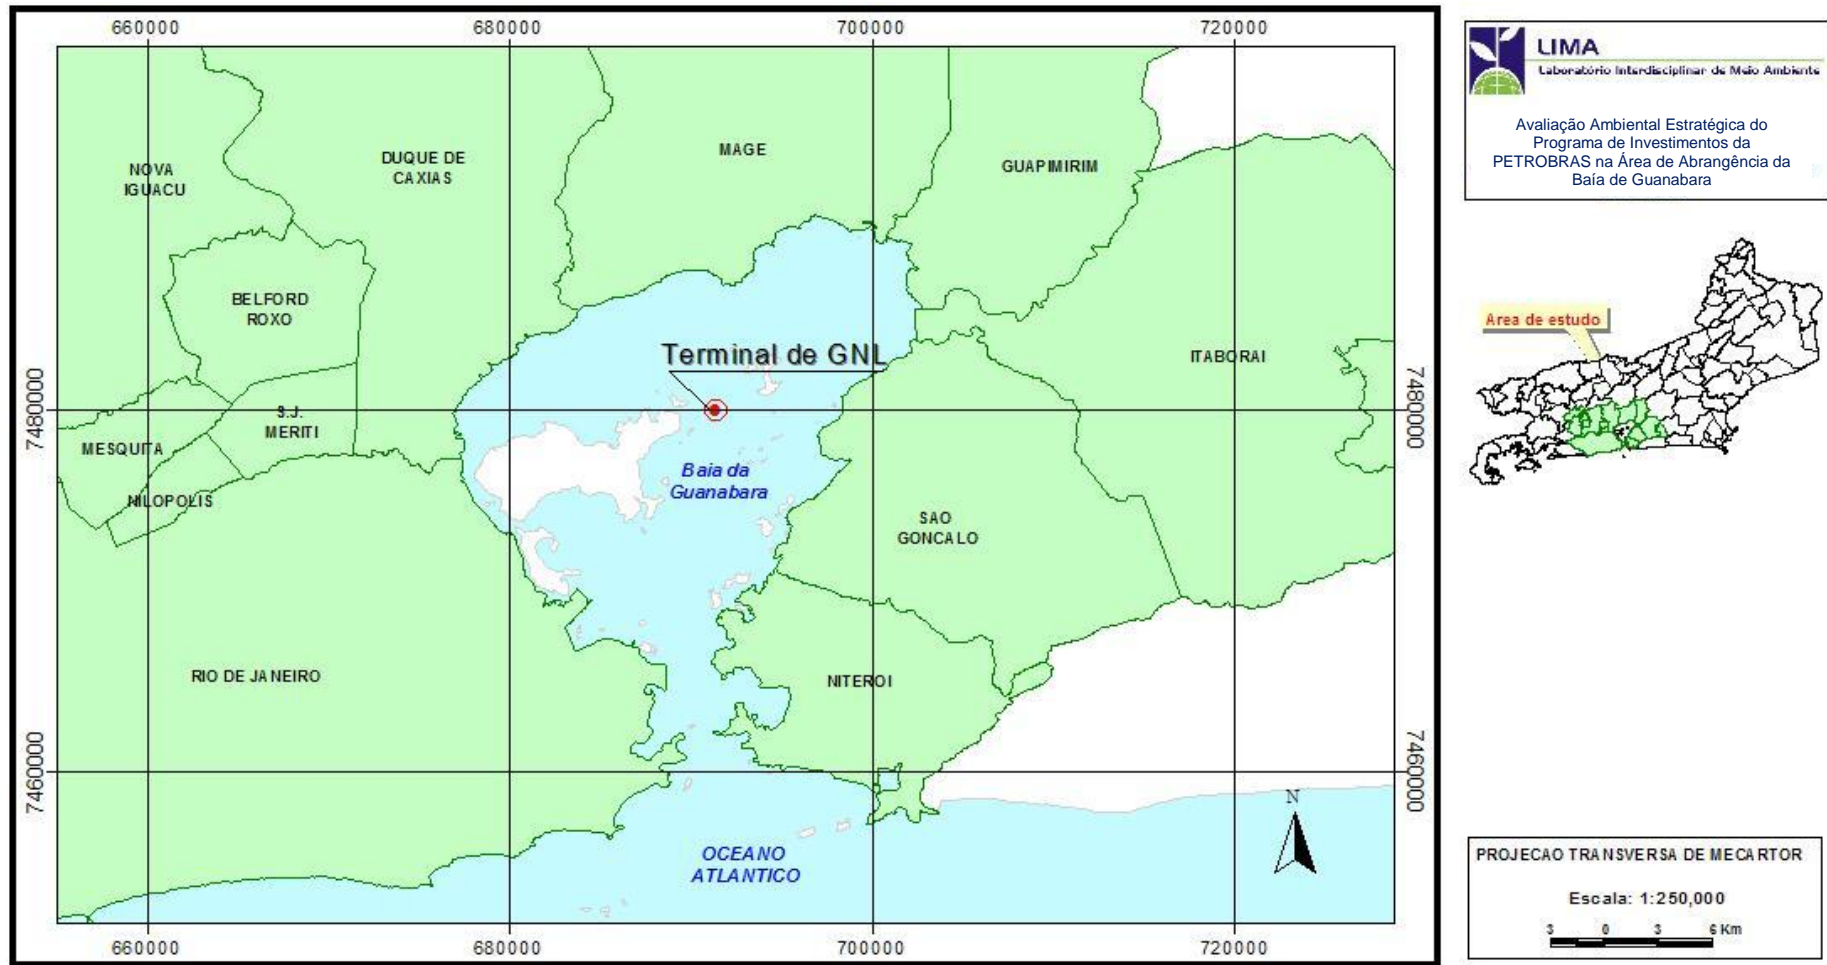 660000
680000
700000
720000
NOVA
IGUACU
DUQUE DE
CAXIAS
MAGE
GUAPIMIRIM
BELFORD
ROXO
Terminal de GNL
ITABORAI
7480000
7480000
S.J.
MERITI
MESQUITA
NILOPOLIS
Baia da
Guanabara
SAO
GONCALO
RIO DE JANEIRO
NITEROI
7460000
7460000
OCEANO
ATLANTICO
N
660000
680000
700000
720000
LIMA
Laboratório Interdisciplinar de Meio Ambiente
Avaliação Ambiental Estratégica do
Programa de Investimentos da
PETROBRAS na Área de Abrangência da
Baía de Guanabara
Area de estudo
PROJECAO TRANSVERSA DE MECARTOR
Escala: 1:250,000
3 0 3 6 Km